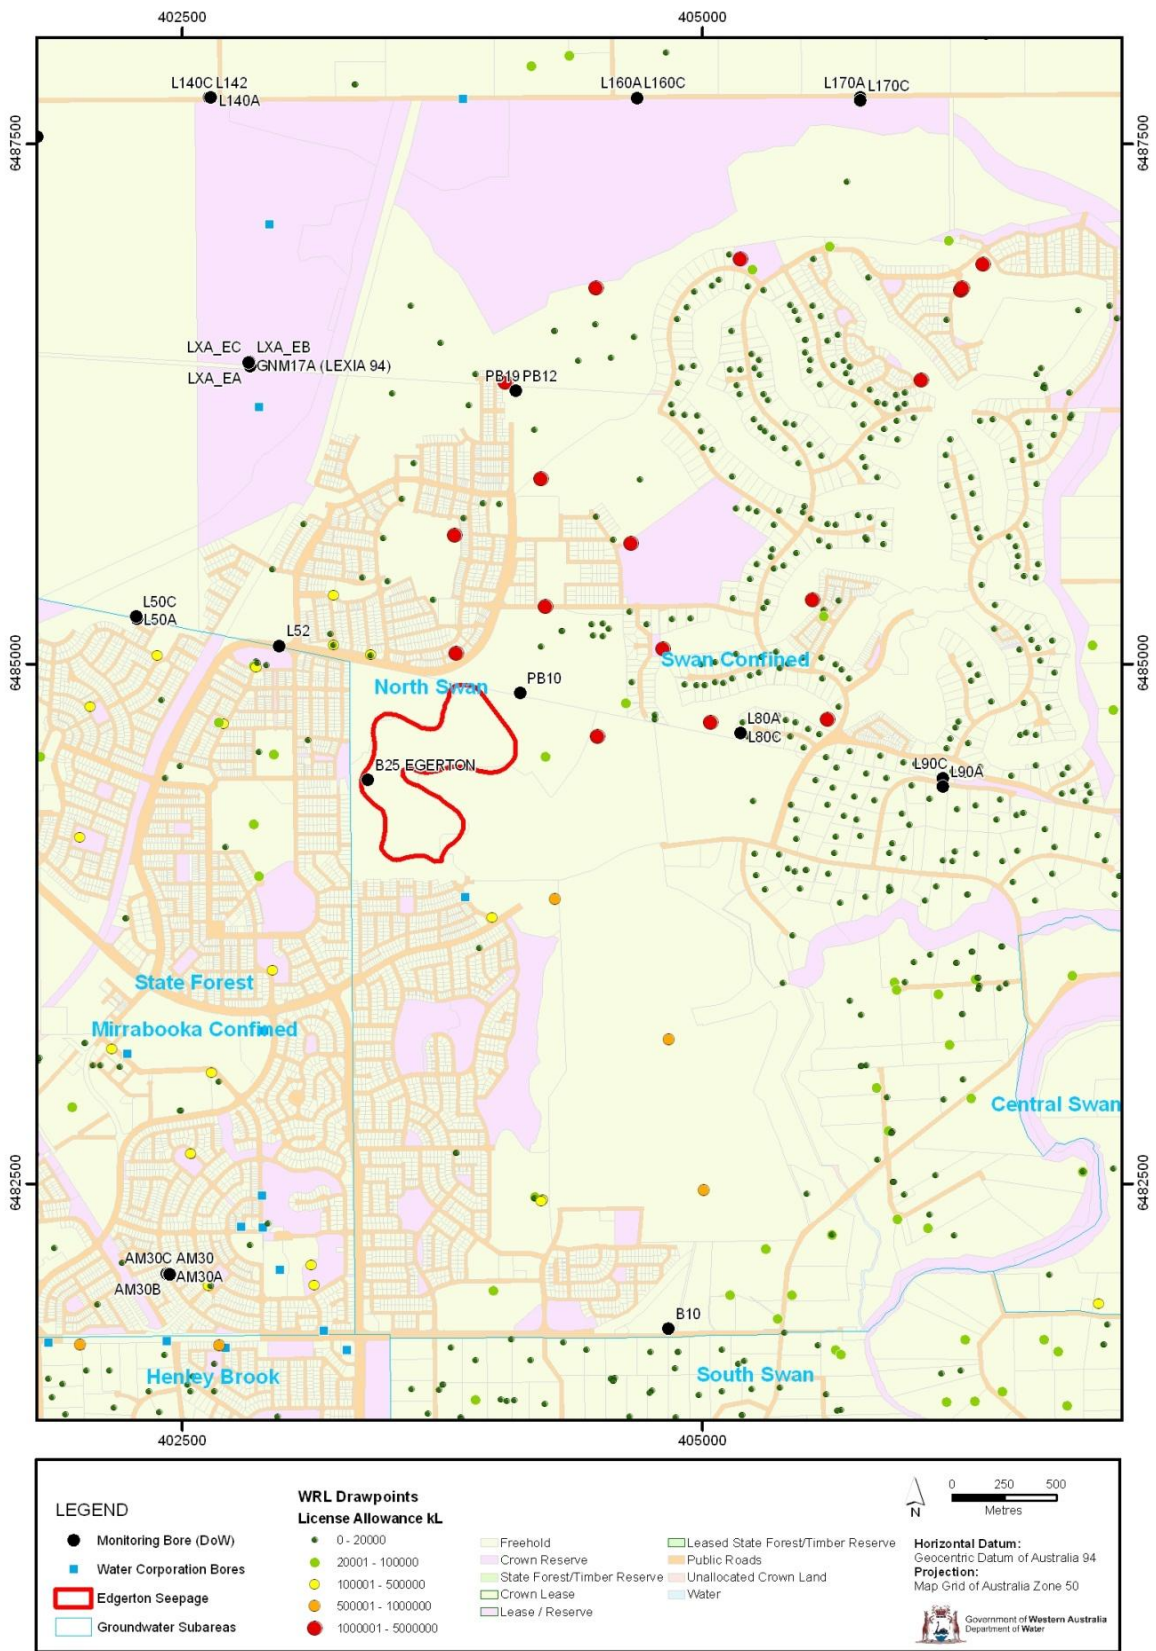 402500 405000
L140C L142
L140A
L160A L160C
L170A
L170C
6487500 6487500
LXA_EC LXA_EB
GNM17A (LEXIA 94)
LXA_EA
PB19 PB12
L50C
L50A
L52
6485000 6485000
Swan Confined
North Swan
PB10
L80A
L80C
B25 EGERTON
L90C
L90A
State Forest
Mirrabooka Confined
Central Swan
6482500 6482500
AM30C AM30
AM30A
AM30B
B10
Henley Brook
South Swan
402500 405000
LEGEND
Monitoring Bore (DoW)
Water Corporation Bores
Edgerton Seepage
Groundwater Subareas
WRL Drawpoints
License Allowance kL
0 - 20000
20001 - 100000
100001 - 500000
500001 - 1000000
1000001 - 5000000
Freehold
Crown Reserve
State Forest/Timber Reserve
Crown Lease
Lease / Reserve
Leased State Forest/Timber Reserve
Public Roads
Unallocated Crown Land
Water
N
0 250 500
Metres
Horizontal Datum:
Geocentric Datum of Australia 94
Projection:
Map Grid of Australia Zone 50
Government of Western Australia
Department of Water